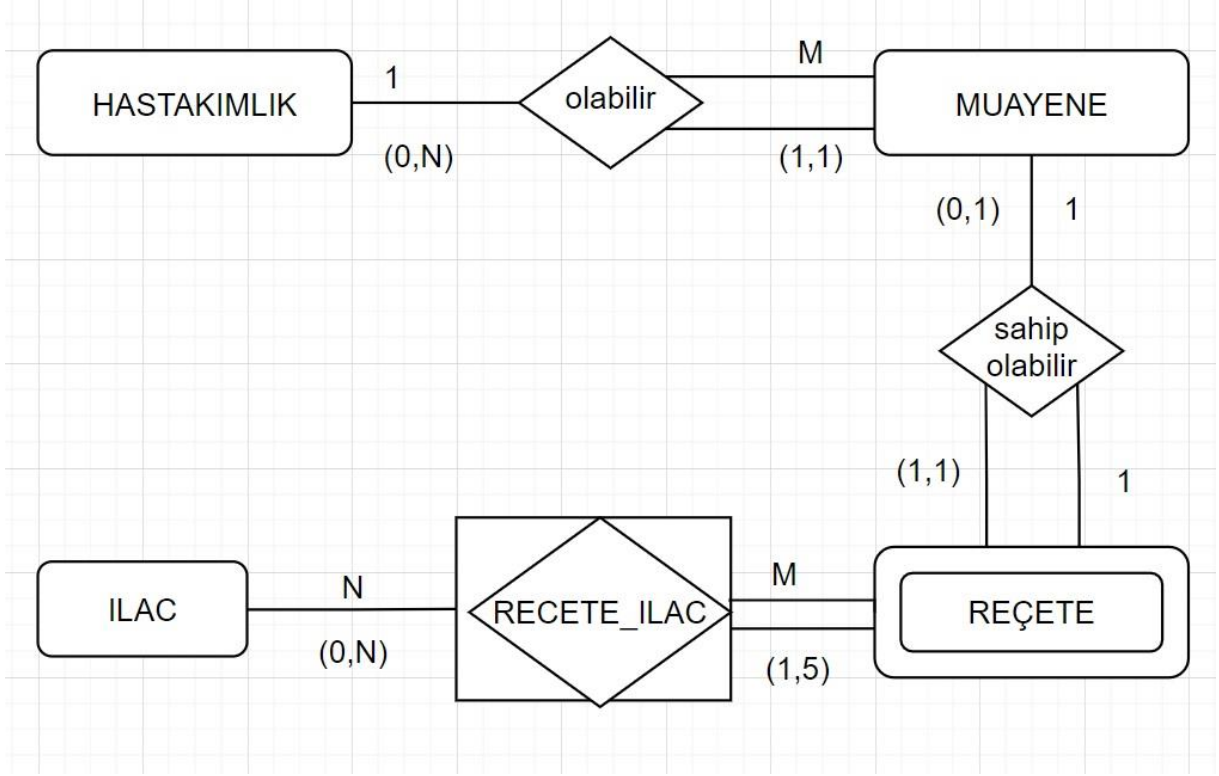 HASTAKIMLIK
1
(0,N)
olabilir
M
(1,1)
MUAYENE
(0,1)
1
sahip
olabilir
(1,1)
1
ILAC
N
(0,N)
RECETE_ILAC
M
(1,5)
REÇETE